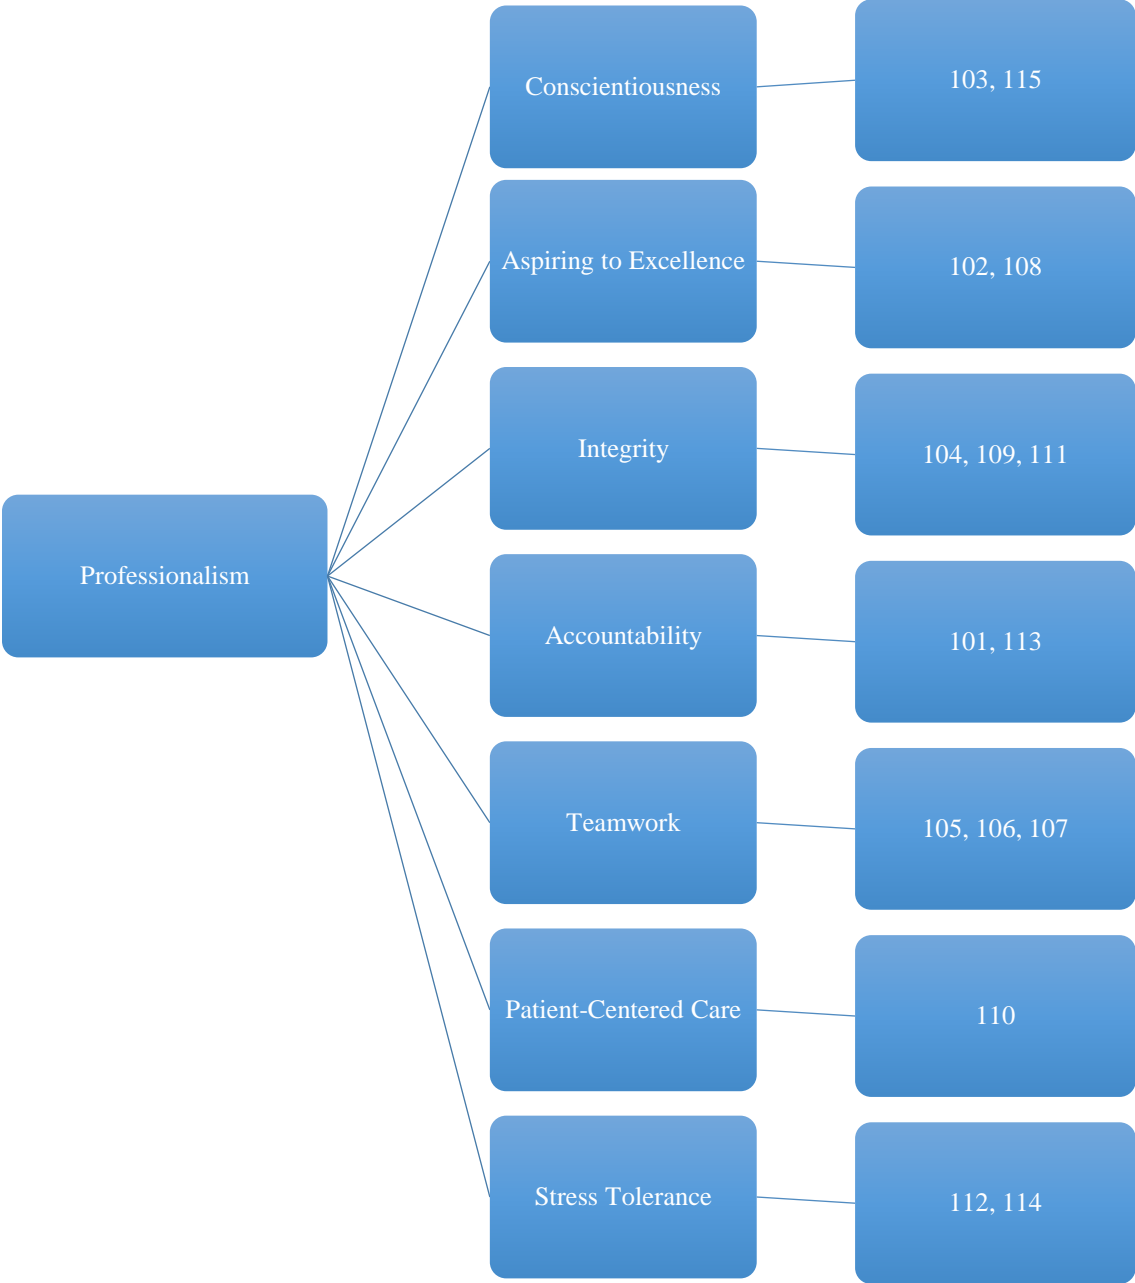 Conscientiousness
103, 115
Aspiring to Excellence
102, 108
Integrity
104, 109, 111
Professionalism
Accountability
101, 113
Teamwork
105, 106, 107
Patient-Centered Care
110
Stress Tolerance
112, 114